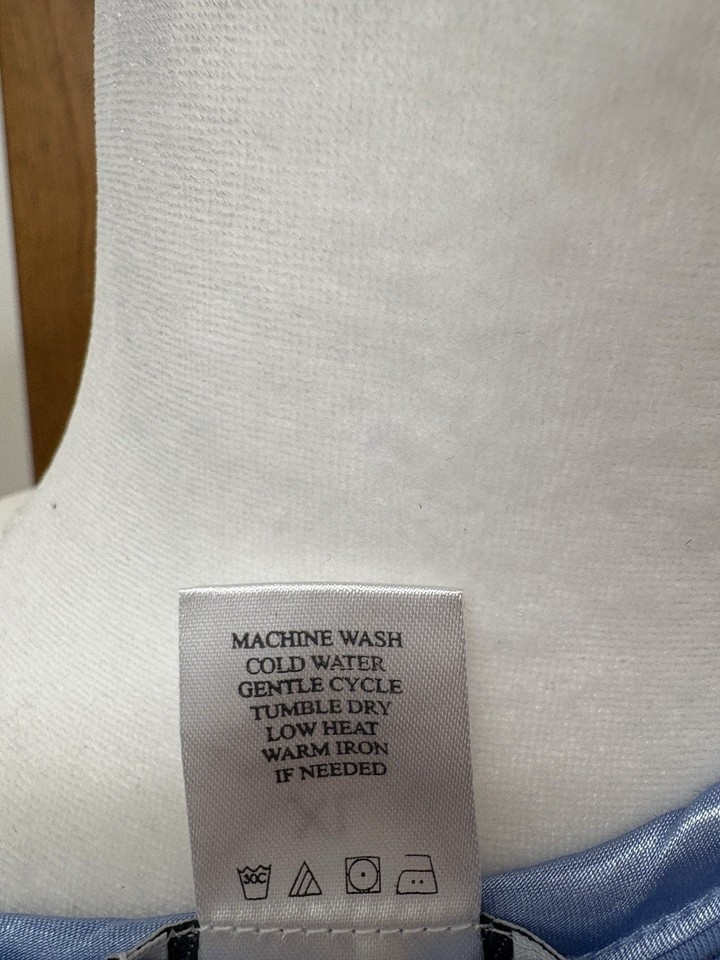 MACHINE WASH
COLD WATER
GENTLE CYCLE
TUMBLE DRY
LOW HEAT
WARM IRON
IF NEEDED
30C